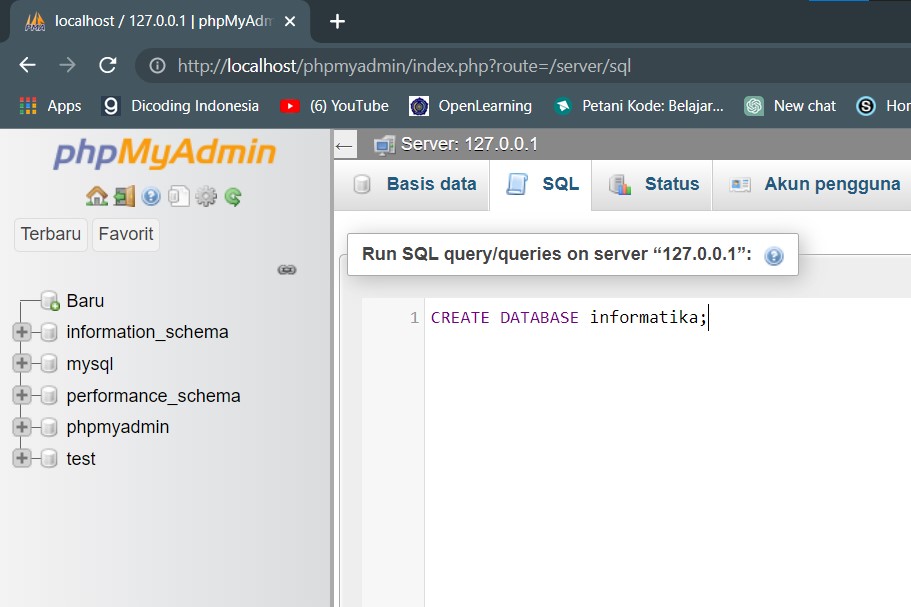 localhost / 127.0.0.1 | phpMyAdm
http://localhost/phpmyadmin/index.php?route=/server/sql
Apps Dicoding Indonesia (6) YouTube OpenLearning Petani Kode: Belajar... New chat Hor
phpMyAdmin
Terbaru Favorit
Baru
information_schema
mysql
performance_schema
phpmyadmin
test
Server: 127.0.0.1
Basis data SQL Status Akun pengguna
Run SQL query/queries on server “127.0.0.1”:
1 CREATE DATABASE informatika;